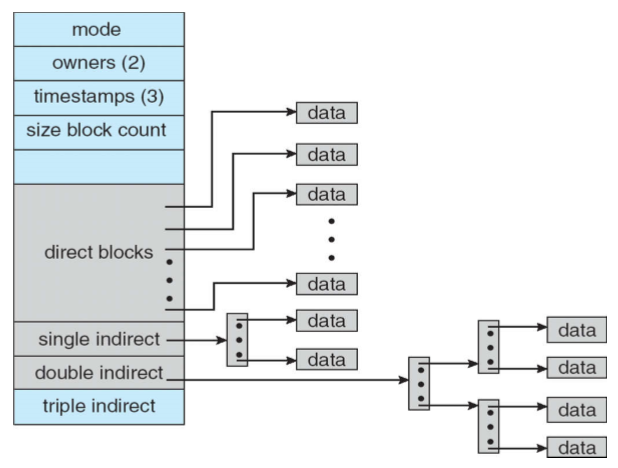 mode
owners (2)
timestamps (3)
size block count
direct blocks
single indirect
double indirect
triple indirect
data
data
data
data
data
data
data
data
data
data